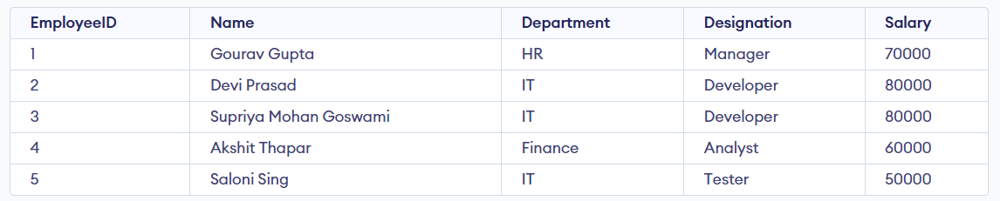 EmployeeID Name Department Designation Salary
1 Gourav Gupta HR Manager 70000
2 Devi Prasad IT Developer 80000
3 Supriya Mohan Goswami IT Developer 80000
4 Akshit Thapar Finance Analyst 60000
5 Saloni Sing IT Tester 50000